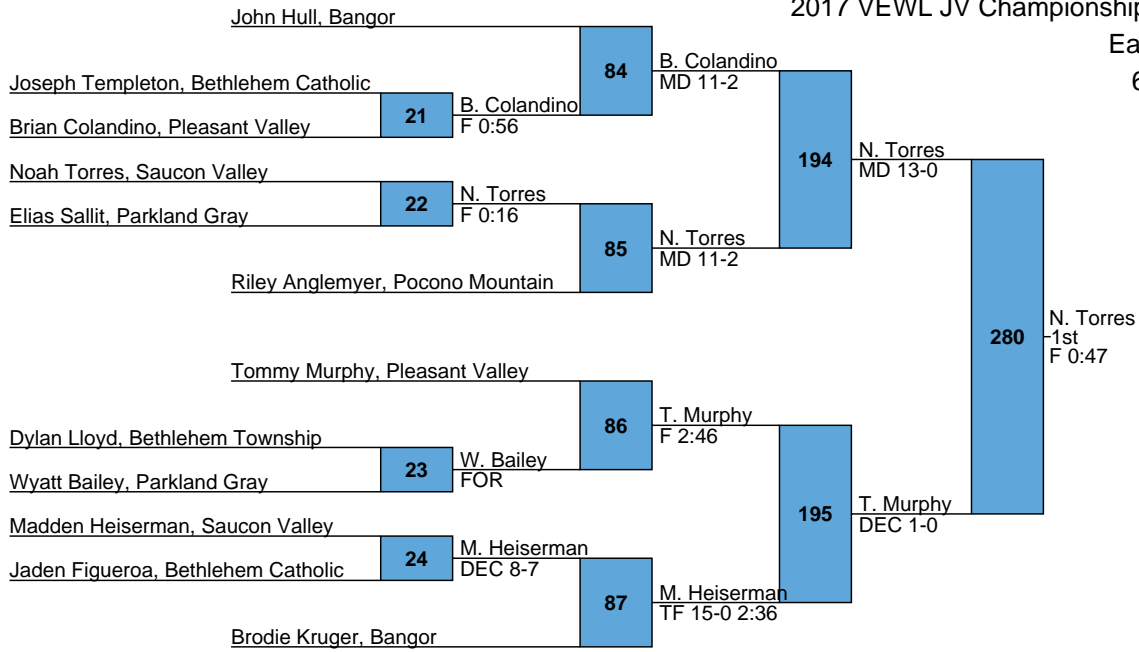 2017 VEWL JV Championship
John Hull, Bangor
84
B. Colandino
MD 11-2
Joseph Templeton, Bethlehem Catholic
21
B. Colandino
F 0:56
Brian Colandino, Pleasant Valley
194
N. Torres
MD 13-0
Noah Torres, Saucon Valley
22
N. Torres
F 0:16
Elias Sallit, Parkland Gray
85
N. Torres
MD 11-2
Riley Anglemyer, Pocono Mountain
280
N. Torres
1st
F 0:47
Tommy Murphy, Pleasant Valley
86
T. Murphy
F 2:46
Dylan Lloyd, Bethlehem Township
23
W. Bailey
FOR
Wyatt Bailey, Parkland Gray
195
T. Murphy
DEC 1-0
Madden Heiserman, Saucon Valley
24
M. Heiserman
DEC 8-7
Jaden Figueroa, Bethlehem Catholic
87
M. Heiserman
TF 15-0 2:36
Brodie Kruger, Bangor